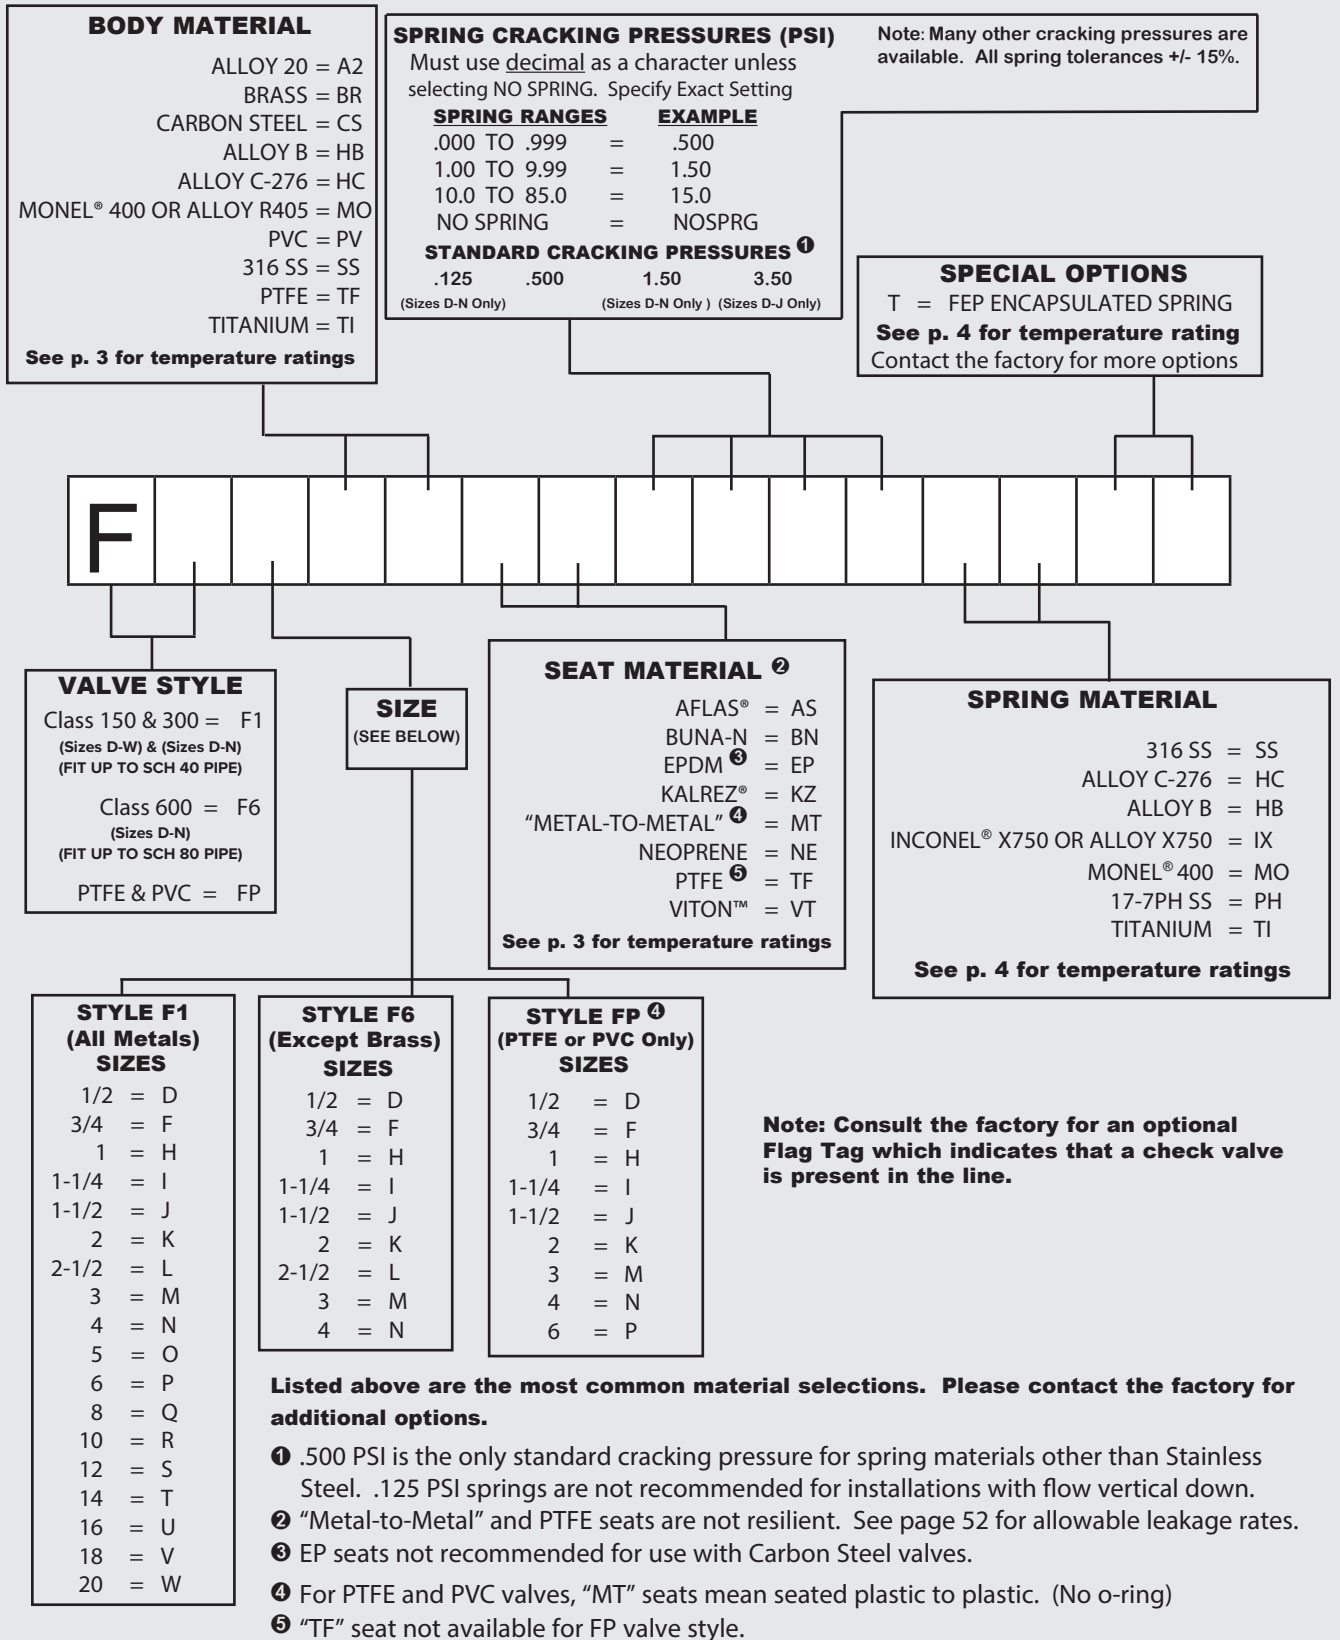 BODY MATERIAL
ALLOY 20 = A2
BRASS = BR
CARBON STEEL = CS
ALLOY B = HB
ALLOY C-276 = HC
MONEL® 400 OR ALLOY R405 = MO
PVC = PV
316 SS = SS
PTFE = TF
TITANIUM = TI
See p. 3 for temperature ratings
SPRING CRACKING PRESSURES (PSI)
Must use decimal as a character unless
selecting NO SPRING. Specify Exact Setting
SPRING RANGES EXAMPLE
.000 TO .999 = .500
1.00 TO 9.99 = 1.50
10.0 TO 85.0 = 15.0
NO SPRING = NOSPRG
STANDARD CRACKING PRESSURES ❶
.125 .500 1.50 3.50
(Sizes D-N Only) (Sizes D-N Only ) (Sizes D-J Only)
Note: Many other cracking pressures are
available. All spring tolerances +/- 15%.
SPECIAL OPTIONS
T = FEP ENCAPSULATED SPRING
See p. 4 for temperature rating
Contact the factory for more options
F
VALVE STYLE
Class 150 & 300 = F1
(Sizes D-W) & (Sizes D-N)
(FIT UP TO SCH 40 PIPE)
Class 600 = F6
(Sizes D-N)
(FIT UP TO SCH 80 PIPE)
PTFE & PVC = FP
SIZE
(SEE BELOW)
SEAT MATERIAL ❷
AFLAS® = AS
BUNA-N = BN
EPDM ❸ = EP
KALREZ® = KZ
“METAL-TO-METAL” ❹ = MT
NEOPRENE = NE
PTFE ❺ = TF
VITON™ = VT
See p. 3 for temperature ratings
SPRING MATERIAL
316 SS = SS
ALLOY C-276 = HC
ALLOY B = HB
INCONEL® X750 OR ALLOY X750 = IX
MONEL® 400 = MO
17-7PH SS = PH
TITANIUM = TI
See p. 4 for temperature ratings
STYLE F1
(All Metals)
SIZES
1/2 = D
3/4 = F
1 = H
1-1/4 = I
1-1/2 = J
2 = K
2-1/2 = L
3 = M
4 = N
5 = O
6 = P
8 = Q
10 = R
12 = S
14 = T
16 = U
18 = V
20 = W
STYLE F6
(Except Brass)
SIZES
1/2 = D
3/4 = F
1 = H
1-1/4 = I
1-1/2 = J
2 = K
2-1/2 = L
3 = M
4 = N
STYLE FP ❹
(PTFE or PVC Only)
SIZES
1/2 = D
3/4 = F
1 = H
1-1/4 = I
1-1/2 = J
2 = K
3 = M
4 = N
6 = P
Note: Consult the factory for an optional
Flag Tag which indicates that a check valve
is present in the line.
Listed above are the most common material selections. Please contact the factory for
additional options.
❶ .500 PSI is the only standard cracking pressure for spring materials other than Stainless
Steel. .125 PSI springs are not recommended for installations with flow vertical down.
❷ “Metal-to-Metal” and PTFE seats are not resilient. See page 52 for allowable leakage rates.
❸ EP seats not recommended for use with Carbon Steel valves.
❹ For PTFE and PVC valves, “MT” seats mean seated plastic to plastic. (No o-ring)
❺ “TF” seat not available for FP valve style.